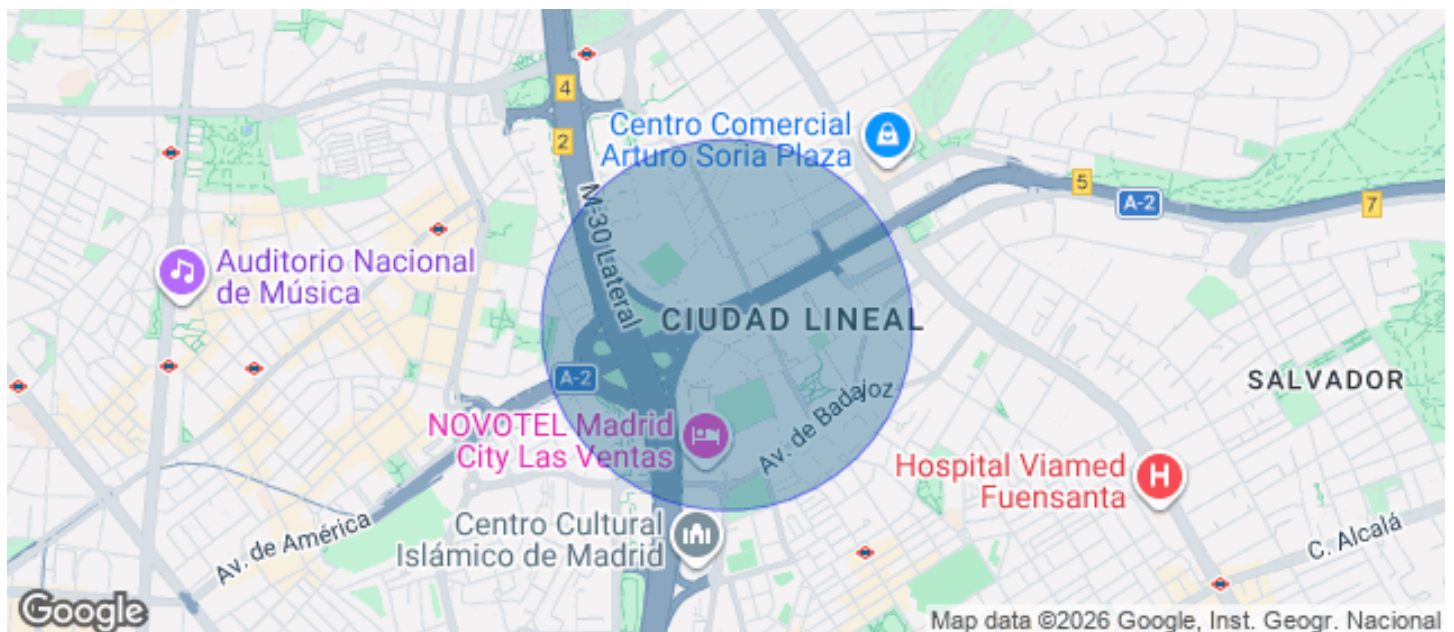 4
Centro Comercial
Arturo Soria Plaza
2
5
A-2
7
M-30 Lateral
Auditorio Nacional
de Música
CIUDAD LINEAL
A-2
SALVADOR
NOVOTEL Madrid
City Las Ventas
Av. de Badajoz
Hospital Viamed
Fuensanta
H
Centro Cultural
Islámico de Madrid
Av. de América
C. Alcalá
Google
Map data ©2026 Google, Inst. Geogr. Nacional